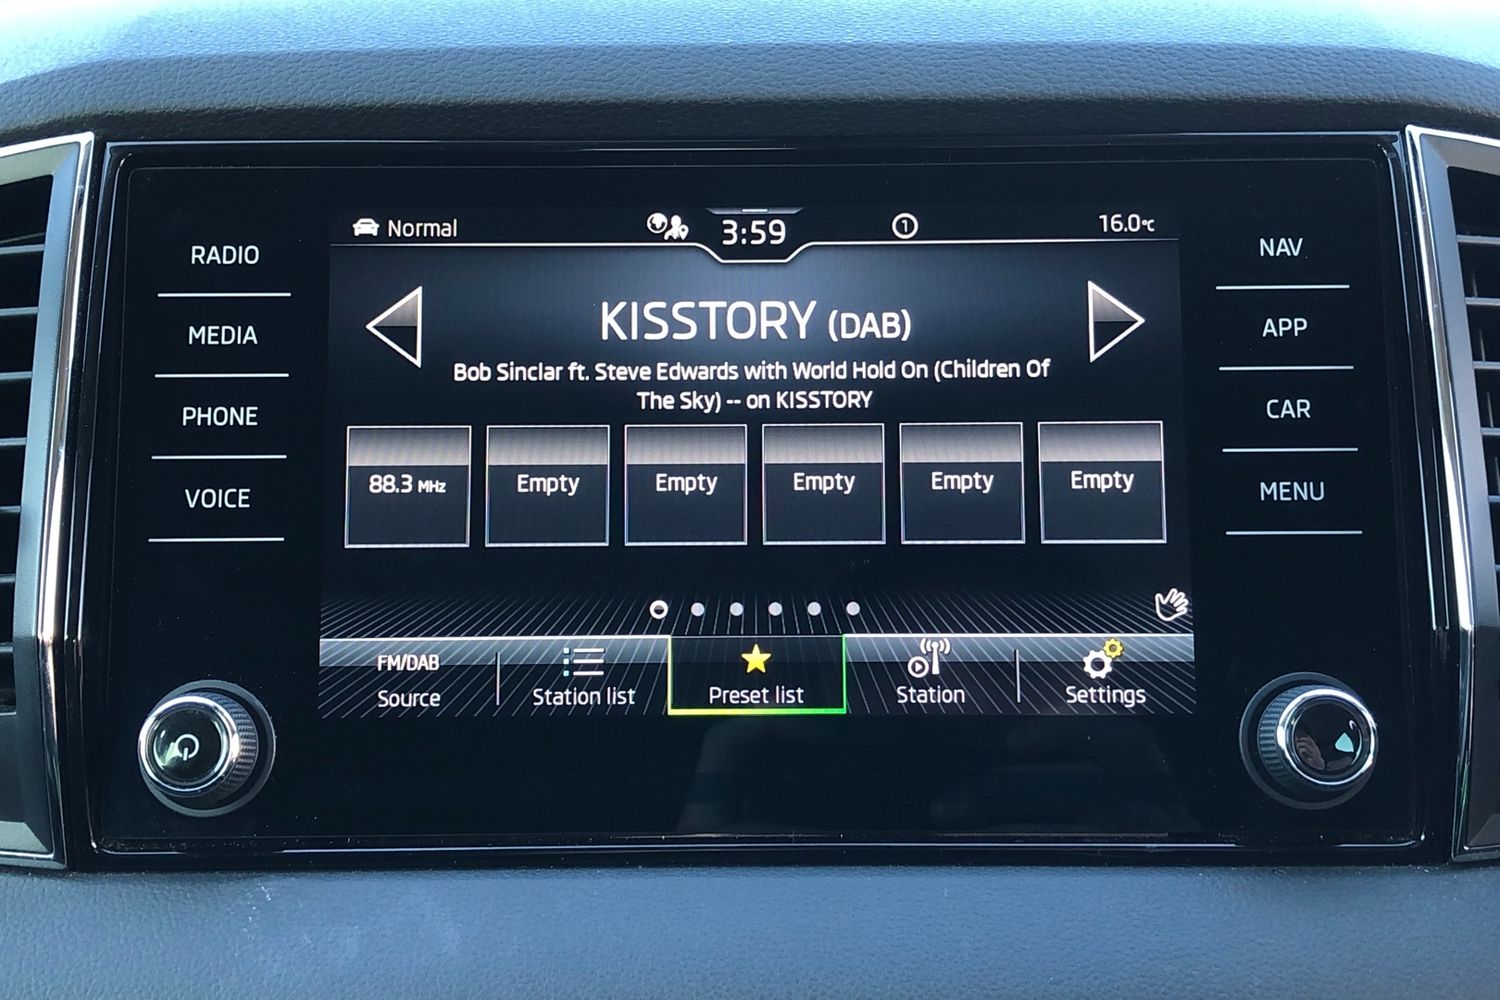 Normal
3:59
1
16.0°C
RADIO
MEDIA
PHONE
VOICE
KISSTORY (DAB)
Bob Sinclar ft. Steve Edwards with World Hold On (Children Of
The Sky) -- on KISSTORY
88.3 MHz
Empty
Empty
Empty
Empty
Empty
FM/DAB
Source
Station list
Preset list
Station
Settings
NAV
APP
CAR
MENU